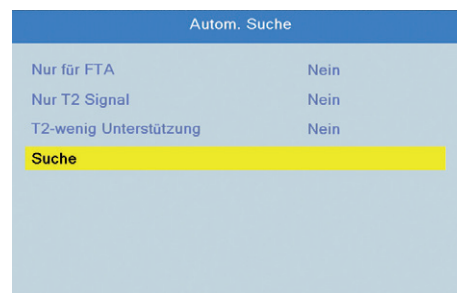 Autom. Suche
Nur für FTA Nein
Nur T2 Signal Nein
T2-wenig Unterstützung Nein
Suche